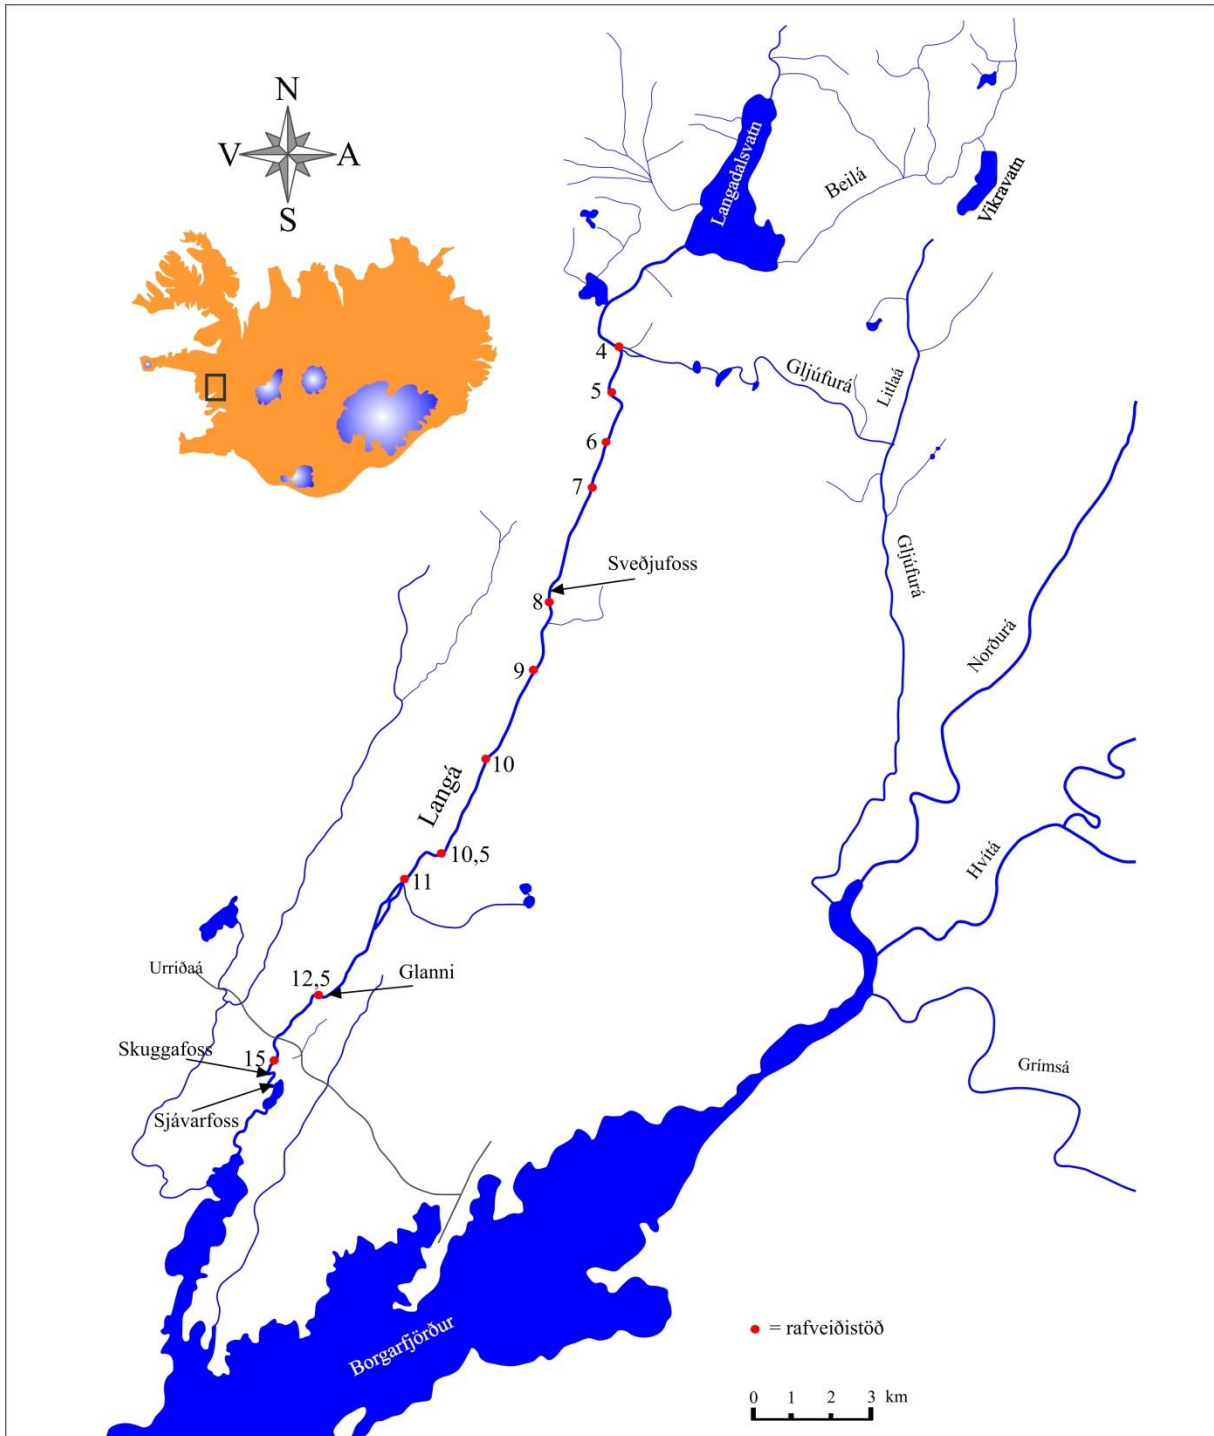 N
V A
S
Langadalsvatn
Beilá
Víkravatn
4
Gljúfurá
Litlaá
5
6
7
Sveðjufoss
8
Gljúfurá
Norðurá
9
10
Langá
10,5
11
Hvítá
Urriðaá
12,5
Glanni
Skuggafoss
15
Sjávarfoss
Grímsá
Borgarfjörður
= rafveiðistöð
0 1 2 3 km